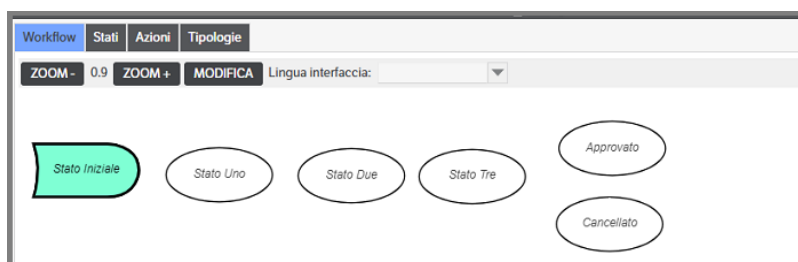 Workflow Stati Azioni Tipologie
ZOOM - 0.9 ZOOM + MODIFICA Lingua interfaccia:
Stato Iniziale
Stato Uno
Stato Due
Stato Tre
Approvato
Cancellato